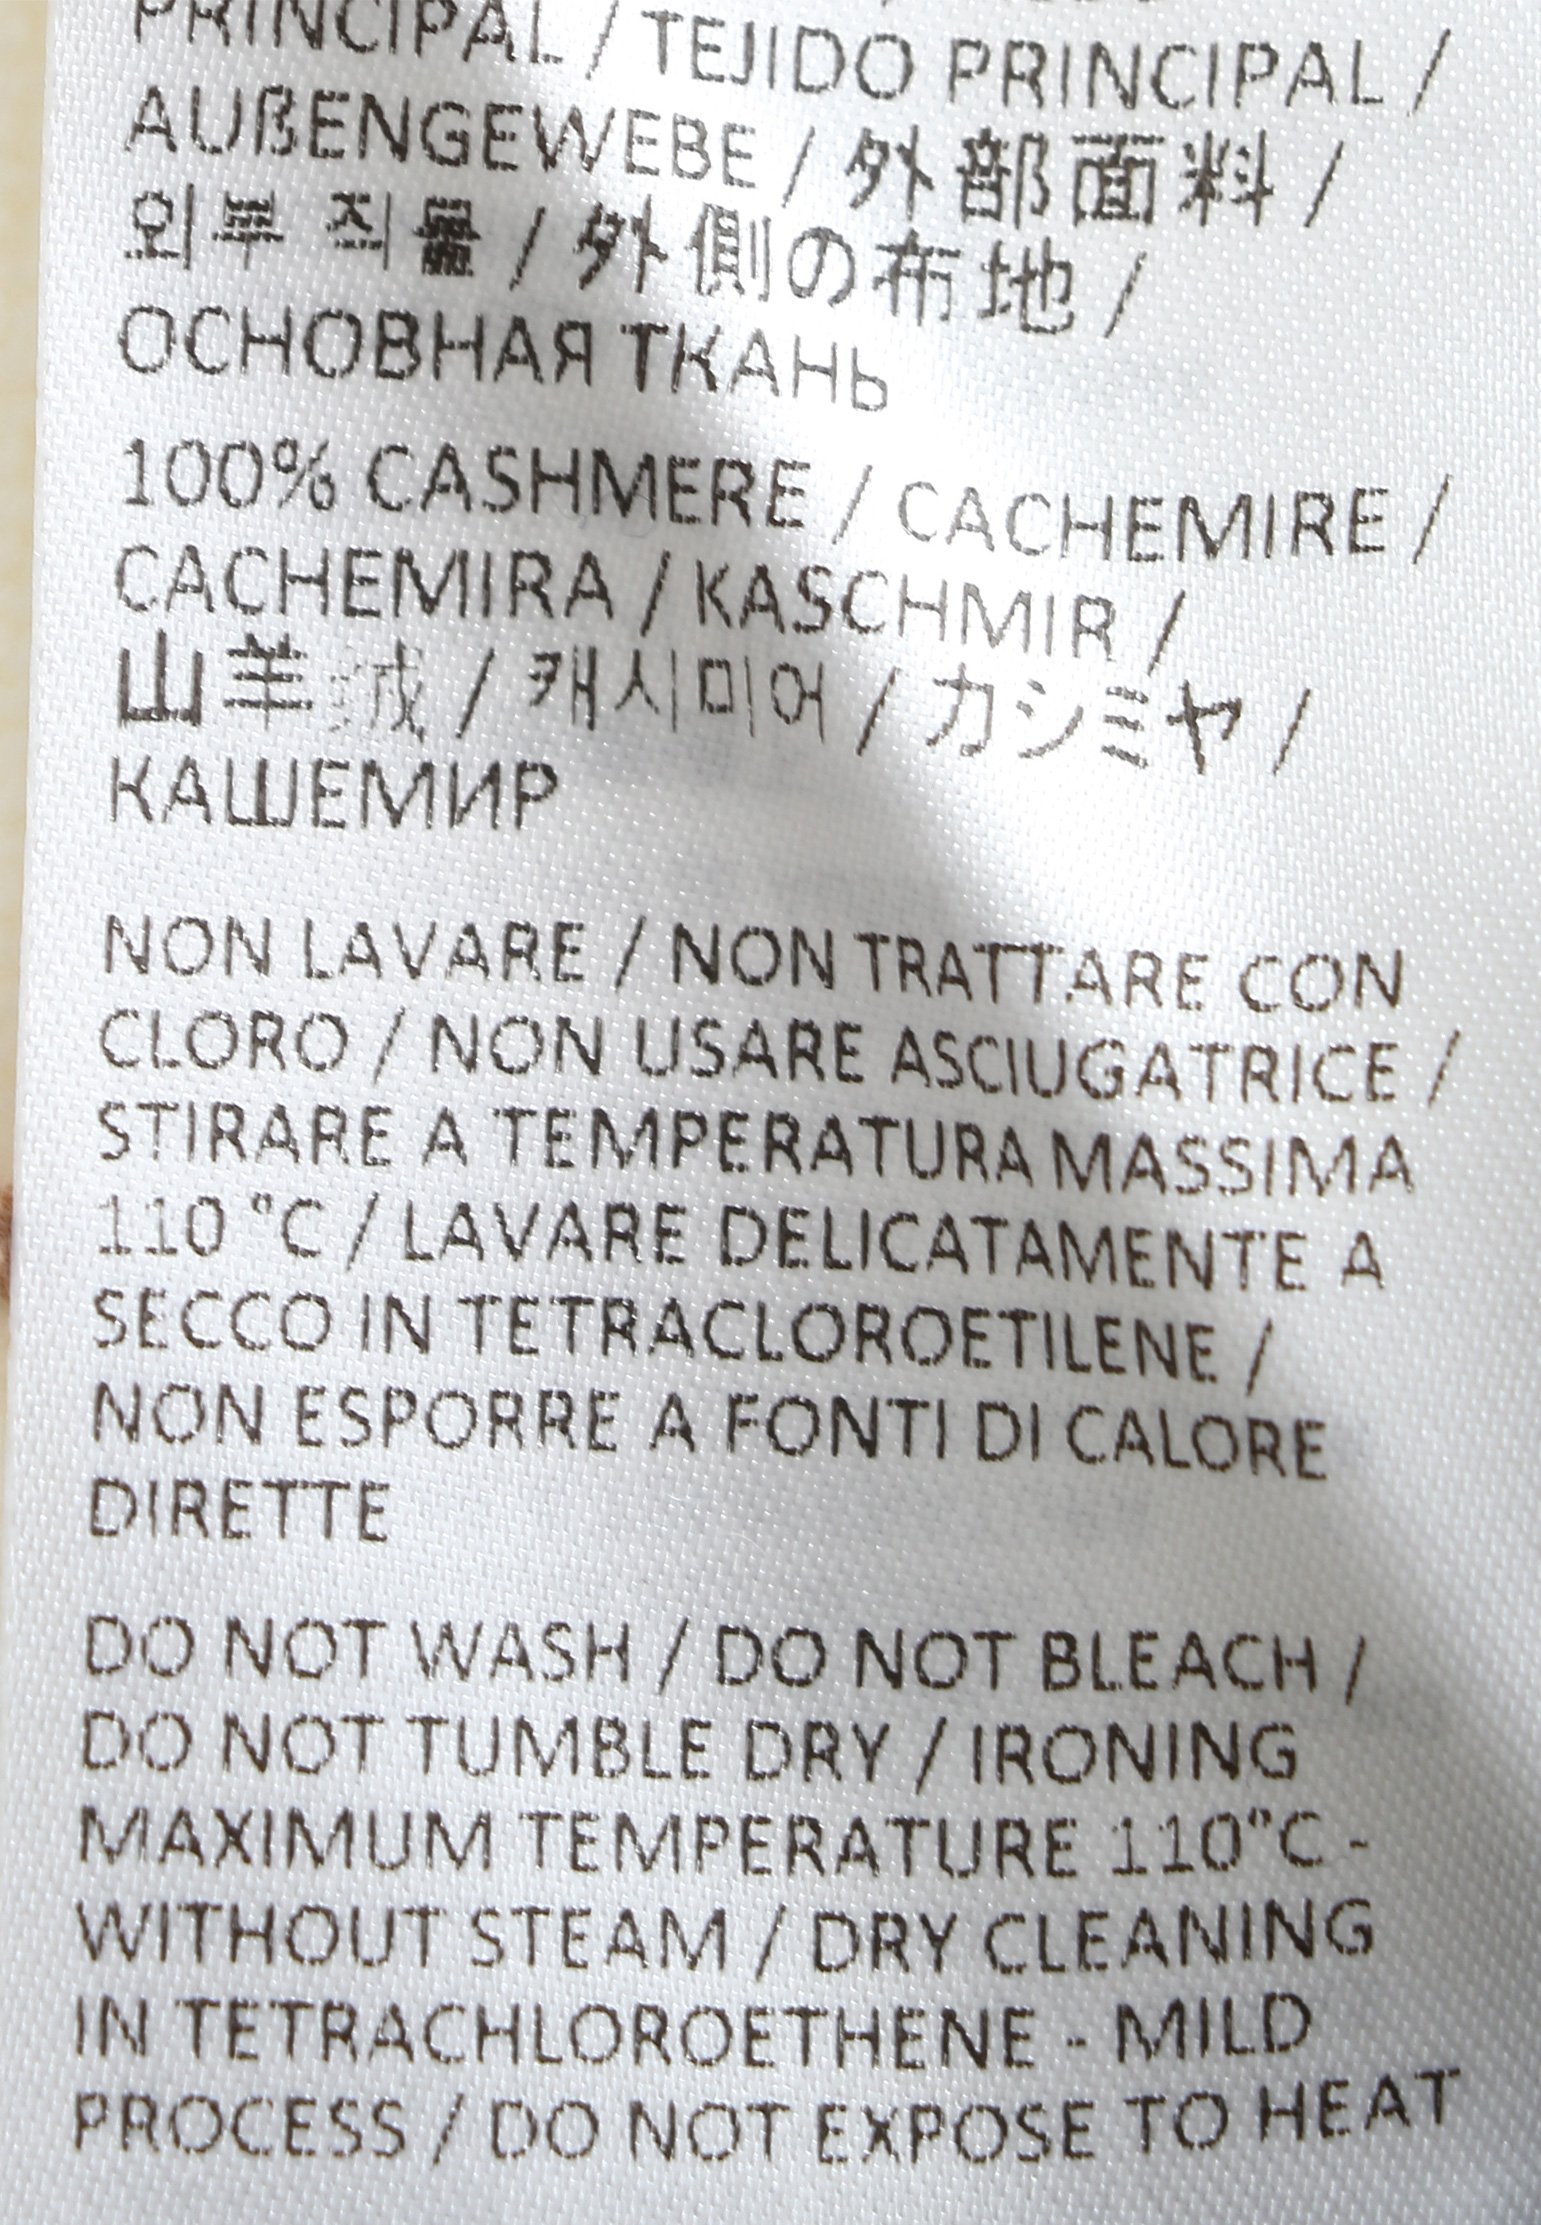 PRINCIPAL / TEJIDO PRINCIPAL /
AUßENGEWEBE / 外部面料 /
외부 직물 / 外側の布地 /
ОСНОВНАЯ ТКАНЬ
100% CASHMERE / CACHEMIRE /
CACHEMIRA / KASCHMIR /
山羊绒 / 캐시미어 / カシミヤ /
КАШЕМИР
NON LAVARE / NON TRATTARE CON
CLORO / NON USARE ASCIUGATRICE /
STIRARE A TEMPERATURA MASSIMA
110 °C / LAVARE DELICATAMENTE A
SECCO IN TETRACLOROETILENE /
NON ESPORRE A FONTI DI CALORE
DIRETTE
DO NOT WASH / DO NOT BLEACH /
DO NOT TUMBLE DRY / IRONING
MAXIMUM TEMPERATURE 110°C -
WITHOUT STEAM / DRY CLEANING
IN TETRACHLOROETHENE - MILD
PROCESS / DO NOT EXPOSE TO HEAT